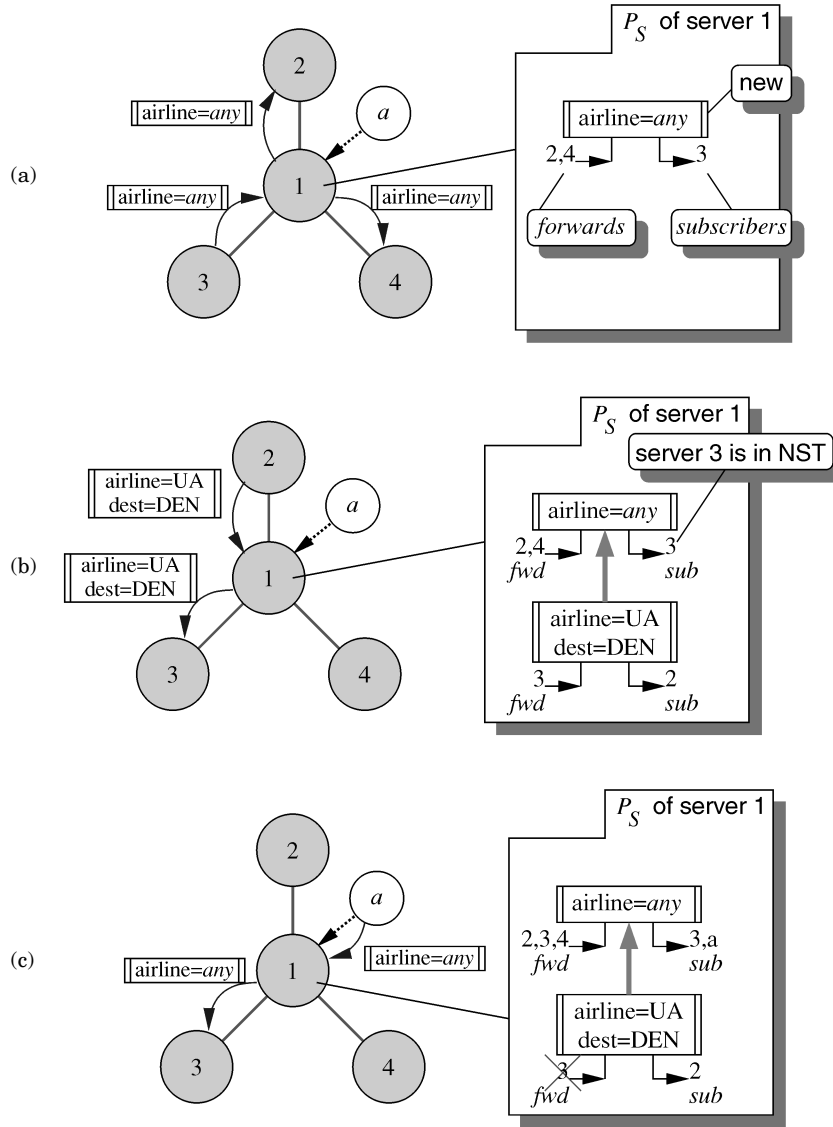 (a)
2
airline=any
a
1
airline=any
airline=any
3
4
P_S of server 1
new
airline=any
2,4
3
forwards
subscribers
(b)
2
airline=UA
dest=DEN
a
airline=UA
dest=DEN
1
3
4
P_S of server 1
server 3 is in NST
airline=any
2,4
fwd
3
sub
airline=UA
dest=DEN
3
fwd
2
sub
(c)
2
a
1
airline=any
airline=any
3
4
P_S of server 1
airline=any
2,3,4
fwd
3,a
sub
airline=UA
dest=DEN
3
fwd
2
sub